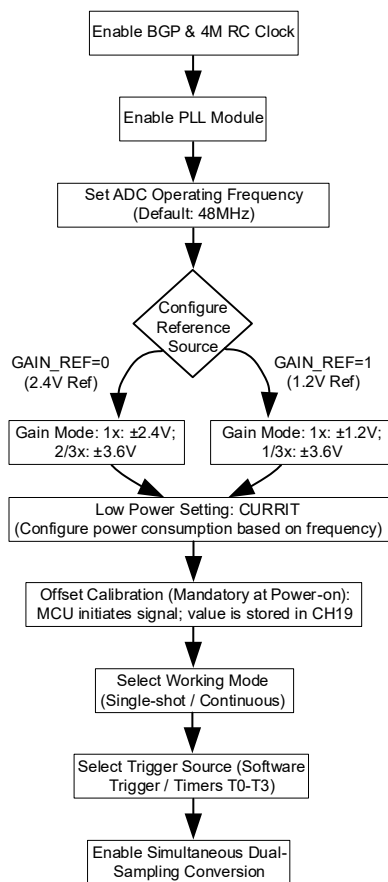 Enable BGP & 4M RC Clock
Enable PLL Module
Set ADC Operating Frequency
(Default: 48MHz)
Configure
Reference
Source
GAIN_REF=0
(2.4V Ref)
GAIN_REF=1
(1.2V Ref)
Gain Mode: 1x: ±2.4V;
2/3x: ±3.6V
Gain Mode: 1x: ±1.2V;
1/3x: ±3.6V
Low Power Setting: CURRIT
(Configure power consumption based on frequency)
Offset Calibration (Mandatory at Power-on):
MCU initiates signal; value is stored in CH19
Select Working Mode
(Single-shot / Continuous)
Select Trigger Source (Software
Trigger / Timers T0-T3)
Enable Simultaneous Dual-
Sampling Conversion